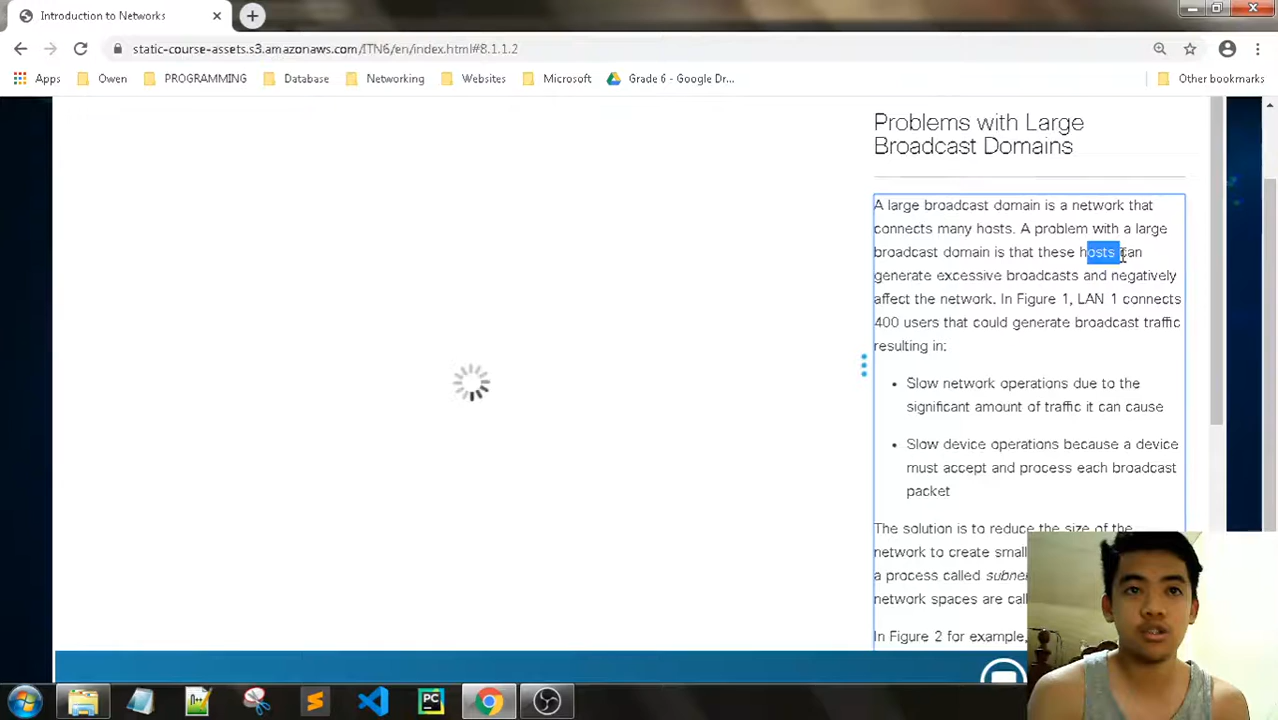 Introduction to Networks
static-course-assets.s3.amazonaws.com/ITN6/en/index.html#8.1.1.2
Apps Owen PROGRAMMING Database Networking Websites Microsoft Grade 6 - Google Dr... Other bookmarks
Problems with Large
Broadcast Domains
A large broadcast domain is a network that
connects many hosts. A problem with a large
broadcast domain is that these hosts can
generate excessive broadcasts and negatively
affect the network. In Figure 1, LAN 1 connects
400 users that could generate broadcast traffic
resulting in:
• Slow network operations due to the
significant amount of traffic it can cause
• Slow device operations because a device
must accept and process each broadcast
packet
The solution is to reduce the size of the
network to create small
a process called
network spaces are
In Figure 2 for example,
PC